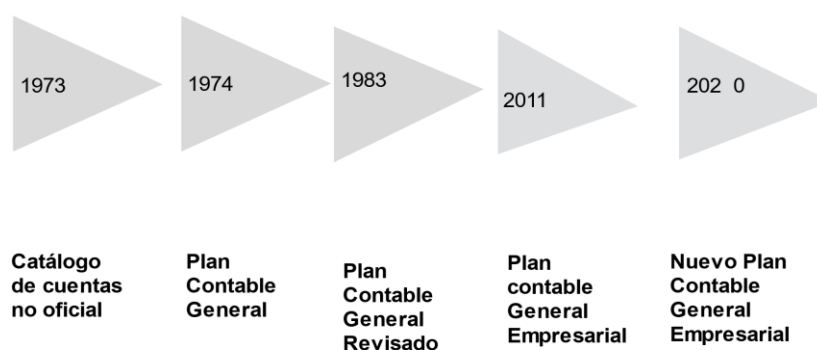 1973
1974
1983
2011
202 0
Catálogo
de cuentas
no oficial
Plan
Contable
General
Plan
Contable
General
Revisado
Plan
contable
General
Empresarial
Nuevo Plan
Contable
General
Empresarial